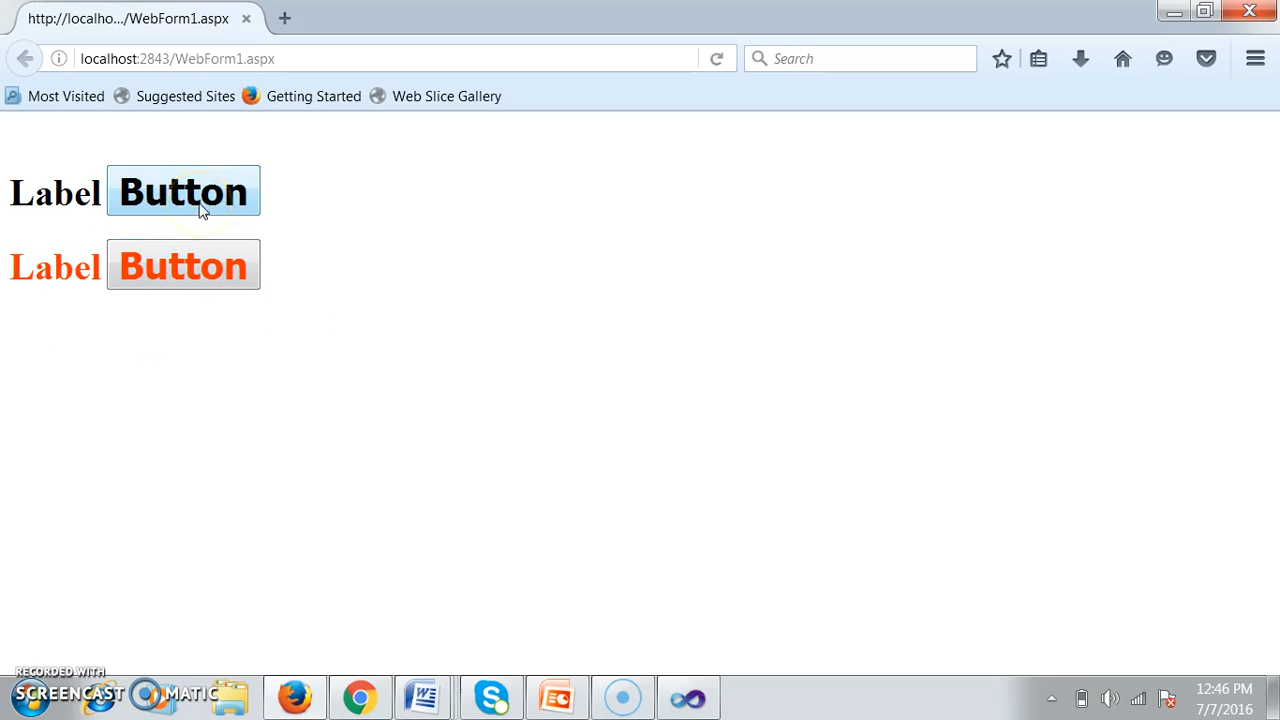 http://localho.../WebForm1.aspx
localhost:2843/WebForm1.aspx
Search
Most Visited Suggested Sites Getting Started Web Slice Gallery
Label Button
Label Button
RECORDED WITH
SCREENCAST MATIC
12:46 PM
7/7/2016